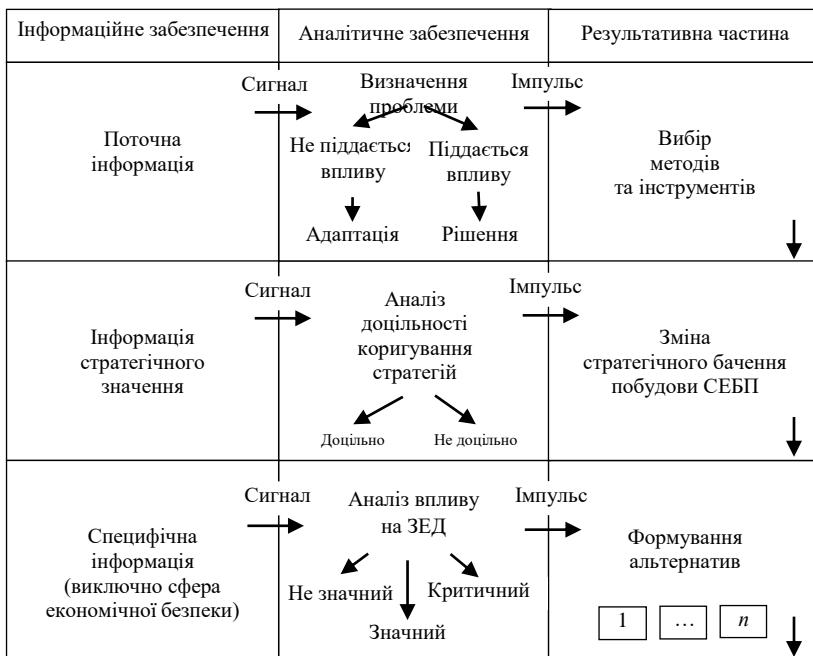 Інформаційне забезпечення
Аналітичне забезпечення
Результативна частина
Поточна
інформація
Сигнал
Визначення
проблеми
Не піддається
впливу
Піддається
впливу
Адаптація
Рішення
Імпульс
Вибір
методів
та інструментів
Інформація
стратегічного
значення
Сигнал
Аналіз
доцільності
коригування
стратегій
Доцільно
Не доцільно
Імпульс
Зміна
стратегічного бачення
побудови СЕБП
Специфічна
інформація
(виключно сфера
економічної безпеки)
Сигнал
Аналіз впливу
на ЗЕД
Не значний
Критичний
Значний
Імпульс
Формування
альтернатив
1
…
n